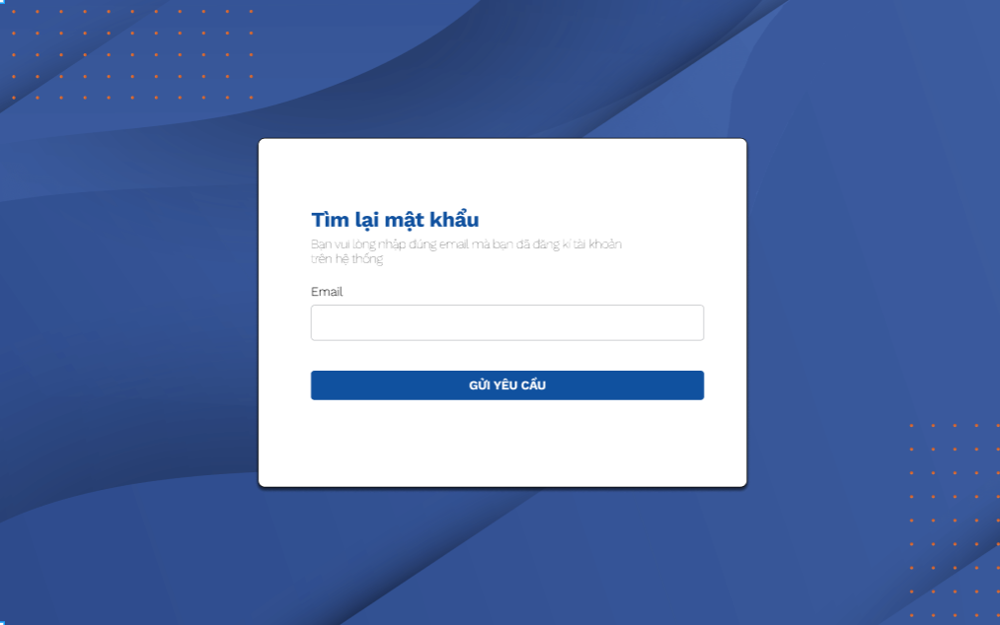 Tìm lại mật khẩu
Bạn vui lòng nhập đúng email mà bạn đã đăng kí tài khoản
trên hệ thống
Email
GỬI YÊU CẦU